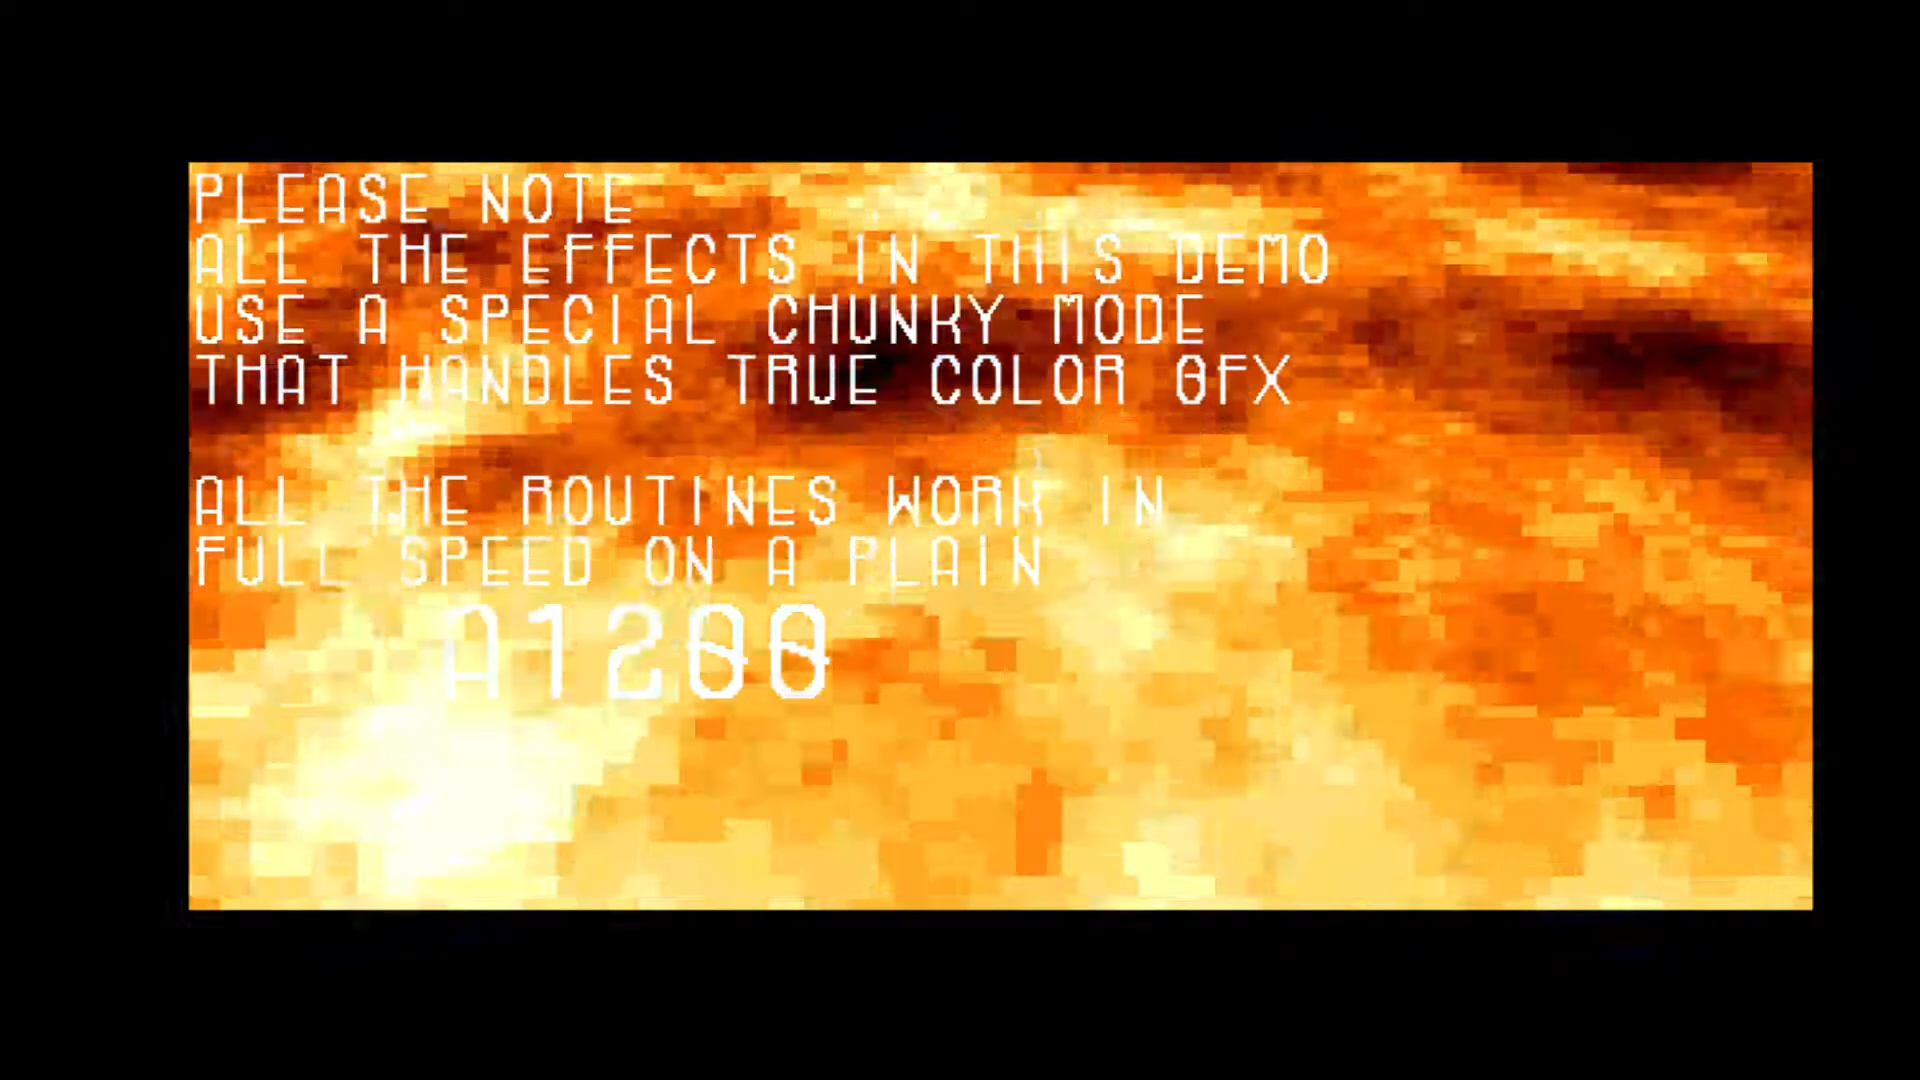 PLEASE NOTE
ALL THE EFFECTS IN THIS DEMO
USE A SPECIAL CHUNKY MODE
THAT HANDLES TRUE COLOR GFX
ALL THE ROUTINES WORK IN
FULL SPEED ON A PLAIN
A1200